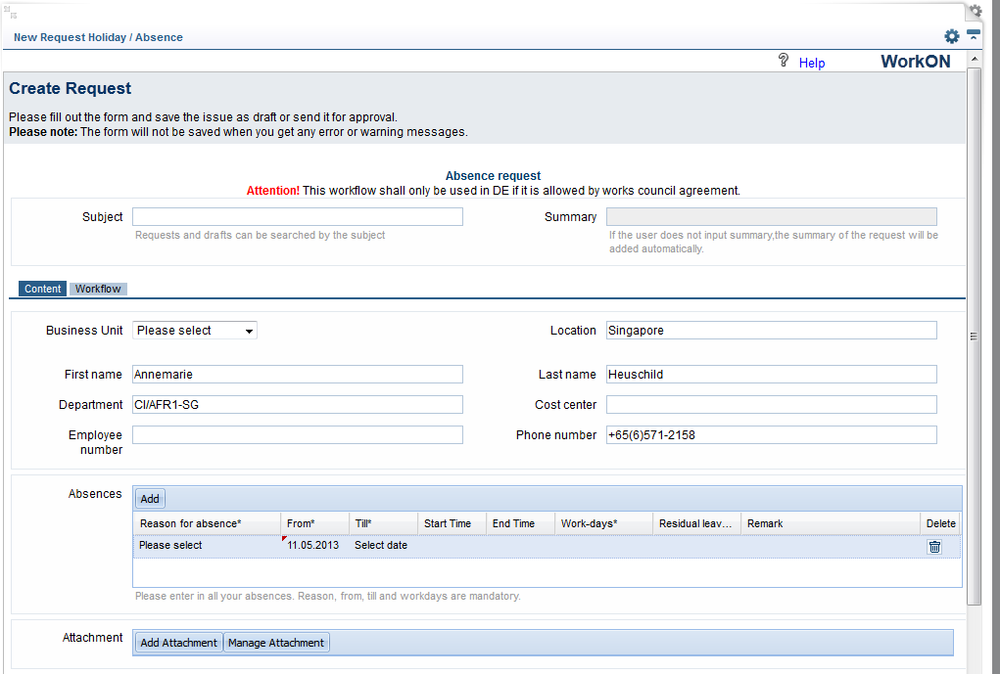 New Request Holiday / Absence
? Help WorkON
Create Request
Please fill out the form and save the issue as draft or send it for approval.
Please note: The form will not be saved when you get any error or warning messages.
Absence request
Attention! This workflow shall only be used in DE if it is allowed by works council agreement.
Subject Summary
Requests and drafts can be searched by the subject If the user does not input summary,the summary of the request will be
added automatically.
Content Workflow
Business Unit Please select Location Singapore
First name Annemarie Last name Heuschild
Department CI/AFR1-SG Cost center
Employee Phone number +65(6)571-2158
number
Absences Add
Reason for absence* From* Till* Start Time End Time Work-days* Residual leav... Remark Delete
Please select 11.05.2013 Select date
Please enter in all your absences. Reason, from, till and workdays are mandatory.
Attachment Add Attachment Manage Attachment